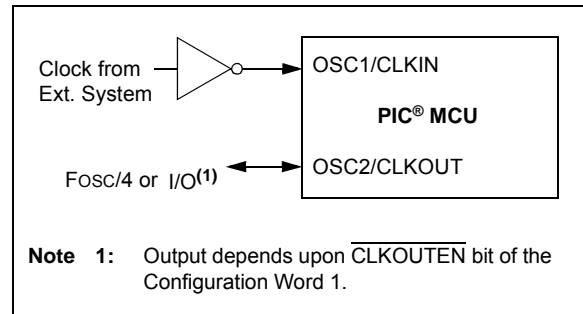 Clock from
Ext. System
OSC1/CLKIN
PIC® MCU
FOSC/4 or I/O(1)
OSC2/CLKOUT
Note 1: Output depends upon CLKOUTEN bit of the
Configuration Word 1.